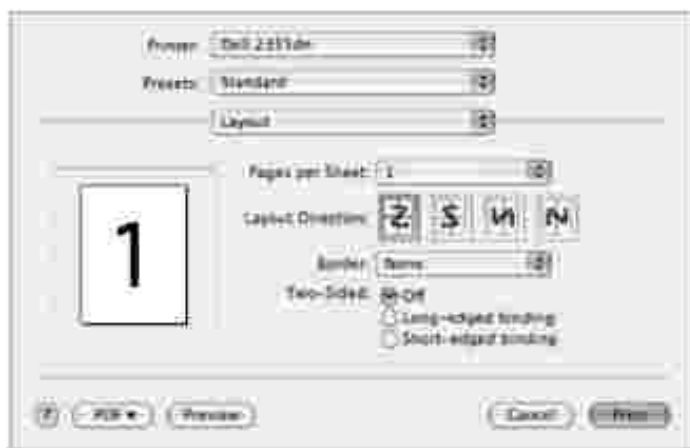 Printer: Dell 2335dn
Presets: Standard
Layout
Pages per Sheet: 1
Layout Direction:
Border: None
Two-Sided: Off
Long-edged binding
Short-edged binding
1
? PDF ▾ Preview Cancel Print